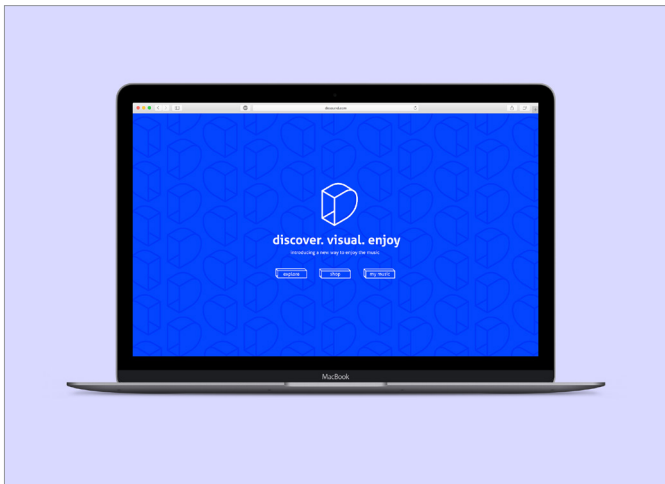 discover. visual. enjoy
Introducing a new way to enjoy the music
explore
shop
my music
MacBook